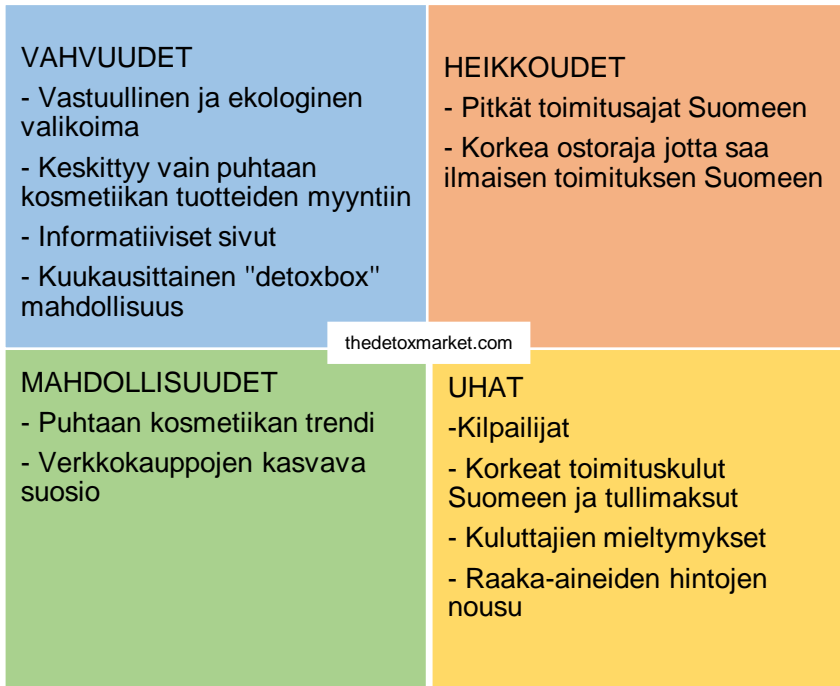 VAHVUUDET
- Vastuullinen ja ekologinen
valikoima
- Keskittyy vain puhtaan
kosmetiikan tuotteiden myyntiin
- Informatiiviset sivut
- Kuukausittainen "detoxbox"
mahdollisuus
HEIKKOUDET
- Pitkät toimitusajat Suomeen
- Korkea ostoraja jotta saa
ilmaisen toimituksen Suomeen
thedetoxmarket.com
MAHDOLLISUUDET
- Puhtaan kosmetiikan trendi
- Verkkokauppojen kasvava
suosio
UHAT
-Kilpailijat
- Korkeat toimituskulut
Suomeen ja tullimaksut
- Kuluttajien mieltymykset
- Raaka-aineiden hintojen
nousu